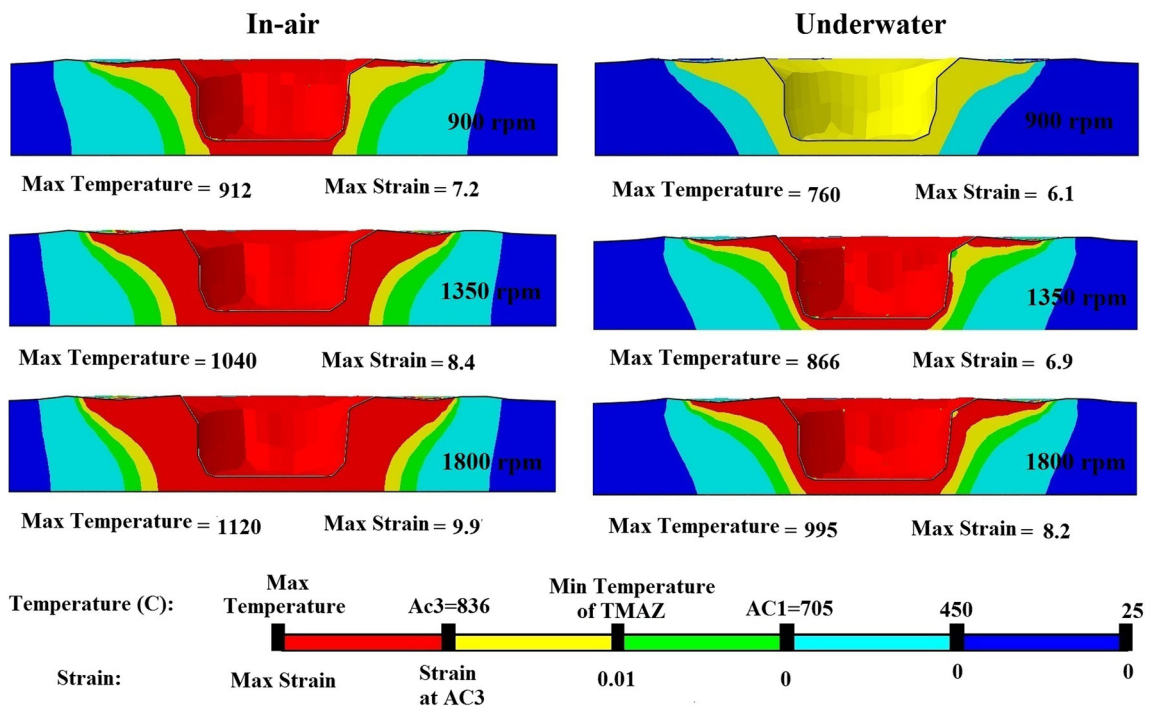 In-air Underwater
900 rpm 900 rpm
Max Temperature = 912 Max Strain = 7.2 Max Temperature = 760 Max Strain = 6.1
1350 rpm 1350 rpm
Max Temperature = 1040 Max Strain = 8.4 Max Temperature = 866 Max Strain = 6.9
1800 rpm 1800 rpm
Max Temperature = 1120 Max Strain = 9.9 Max Temperature = 995 Max Strain = 8.2
Temperature (C): Max Temperature Ac3=836 Min Temperature of TMAZ AC1=705 450 25
Strain: Max Strain Strain at AC3 0.01 0 0 0